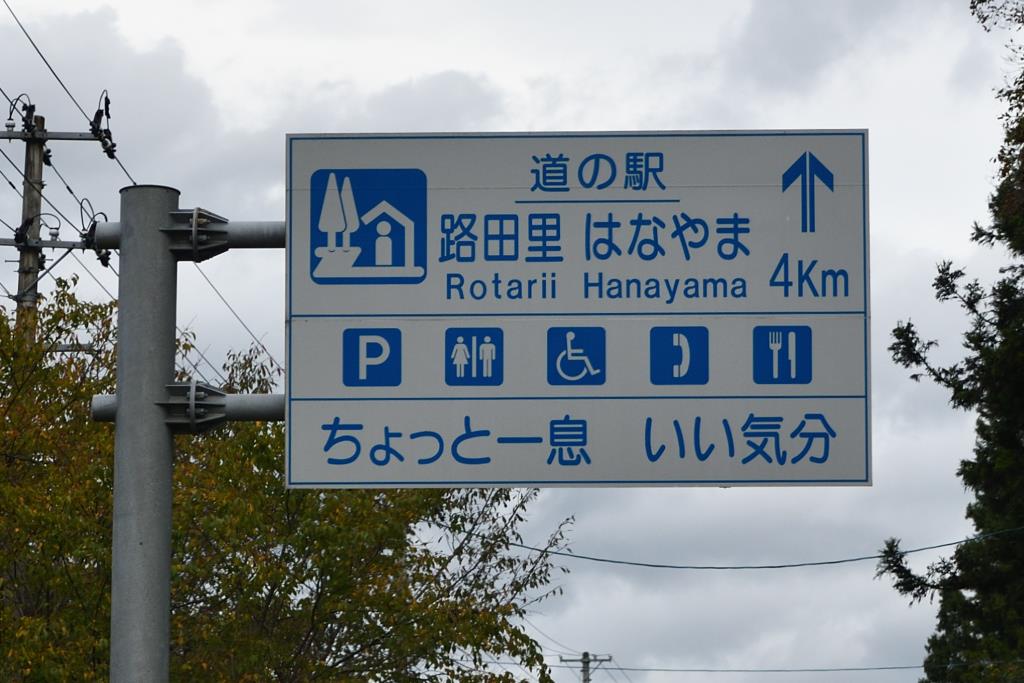 道の駅
路田里 はなやま
Rotarii Hanayama 4Km
P
ちょっと一息 いい気分